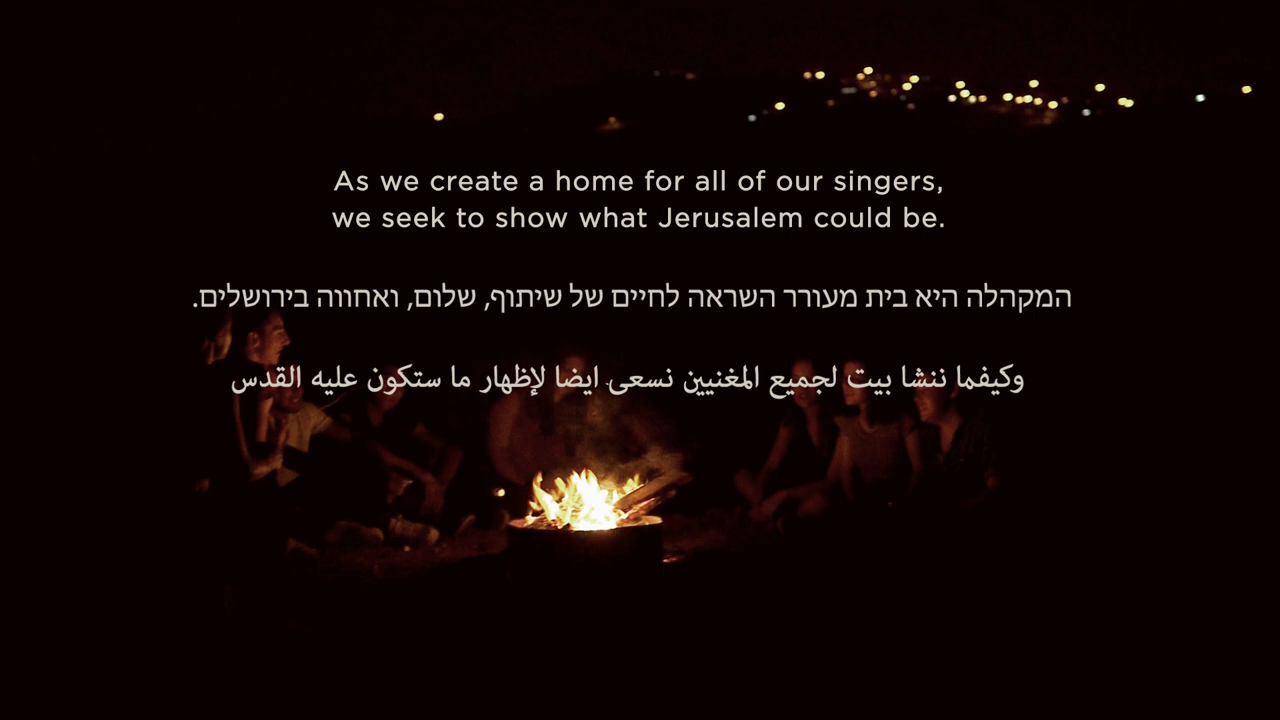 As we create a home for all of our singers,
we seek to show what Jerusalem could be.
המקהלה היא בית מעורר השראה לחיים של שיתוף, שלום, ואחווה בירושלים.
وكيفما ننشا بيت لجميع المغنيين نسعى ايضا لإظهار ما ستكون عليه القدس